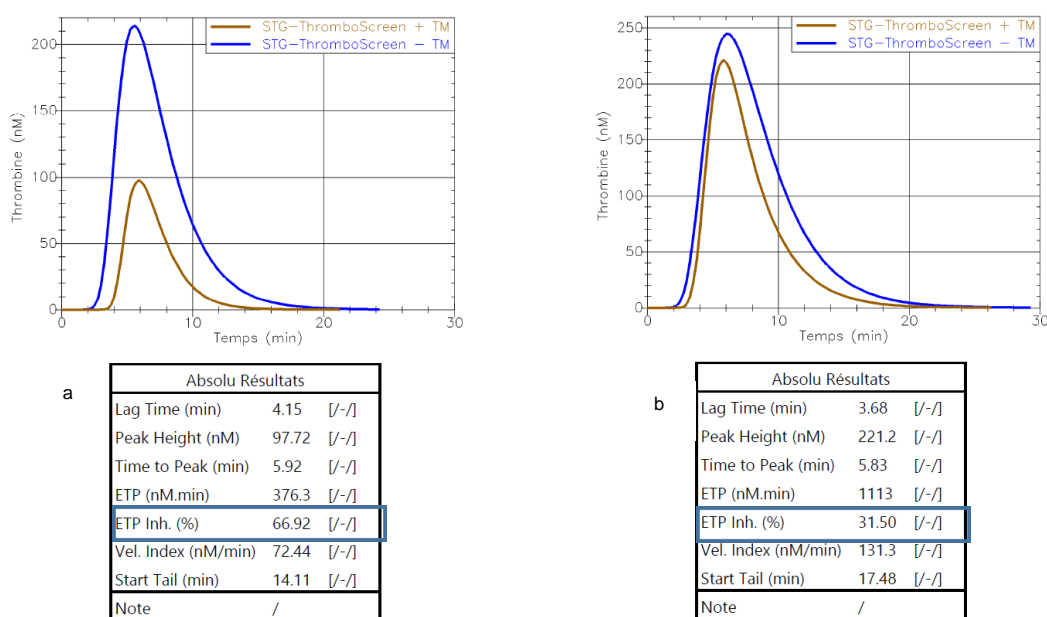 STG-ThromboScreen + TM
STG-ThromboScreen - TM
Thrombine (nM)
200
150
100
50
0
0 10 20 30
Temps (min)
STG-ThromboScreen + TM
STG-ThromboScreen - TM
Thrombine (nM)
250
200
150
100
50
0
0 10 20 30
Temps (min)
a
Absolu Résultats
Lag Time (min) 4.15 [/-/]
Peak Height (nM) 97.72 [/-/]
Time to Peak (min) 5.92 [/-/]
ETP (nM.min) 376.3 [/-/]
ETP Inh. (%) 66.92 [/-/]
Vel. Index (nM/min) 72.44 [/-/]
Start Tail (min) 14.11 [/-/]
Note /
b
Absolu Résultats
Lag Time (min) 3.68 [/-/]
Peak Height (nM) 221.2 [/-/]
Time to Peak (min) 5.83 [/-/]
ETP (nM.min) 1113 [/-/]
ETP Inh. (%) 31.50 [/-/]
Vel. Index (nM/min) 131.3 [/-/]
Start Tail (min) 17.48 [/-/]
Note /